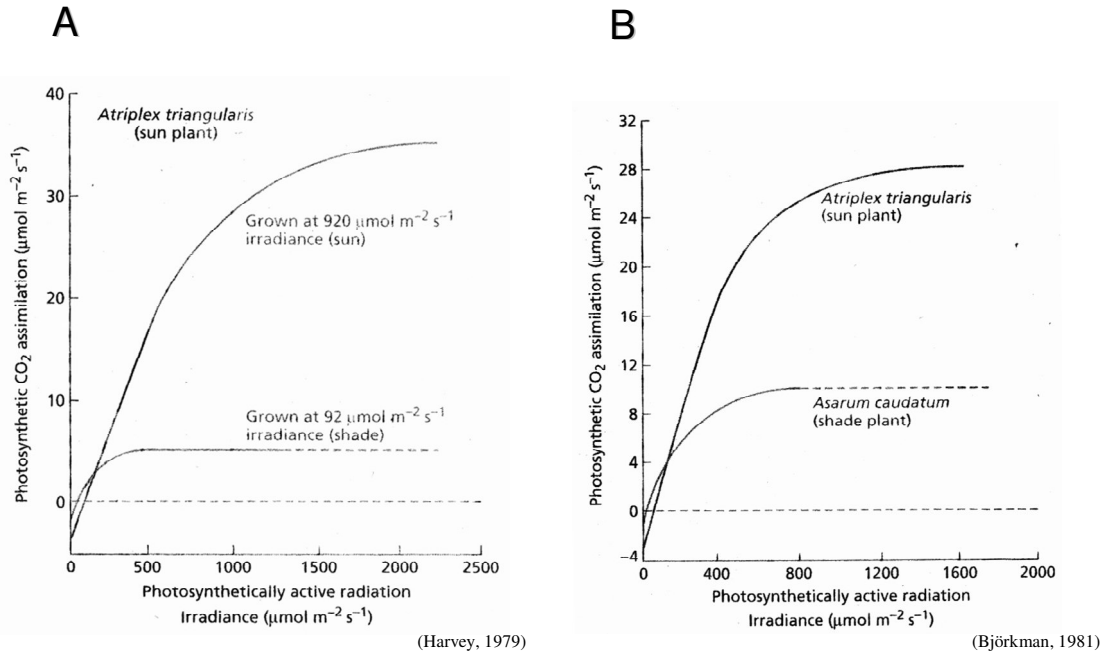 A
B
Atriplex triangularis
(sun plant)
Grown at 920 μmol m⁻² s⁻¹
irradiance (sun)
Grown at 92 μmol m⁻² s⁻¹
irradiance (shade)
Photosynthetic CO₂ assimilation (μmol m⁻² s⁻¹)
40
30
20
10
0
0 500 1000 1500 2000 2500
Photosynthetically active radiation
Irradiance (μmol m⁻² s⁻¹)
(Harvey, 1979)
Photosynthetic CO₂ assimilation (μmol m⁻² s⁻¹)
32
28
24
20
16
12
8
4
0
−4
Atriplex triangularis
(sun plant)
Asarum caudatum
(shade plant)
0 400 800 1200 1600 2000
Photosynthetically active radiation
Irradiance (μmol m⁻² s⁻¹)
(Björkman, 1981)